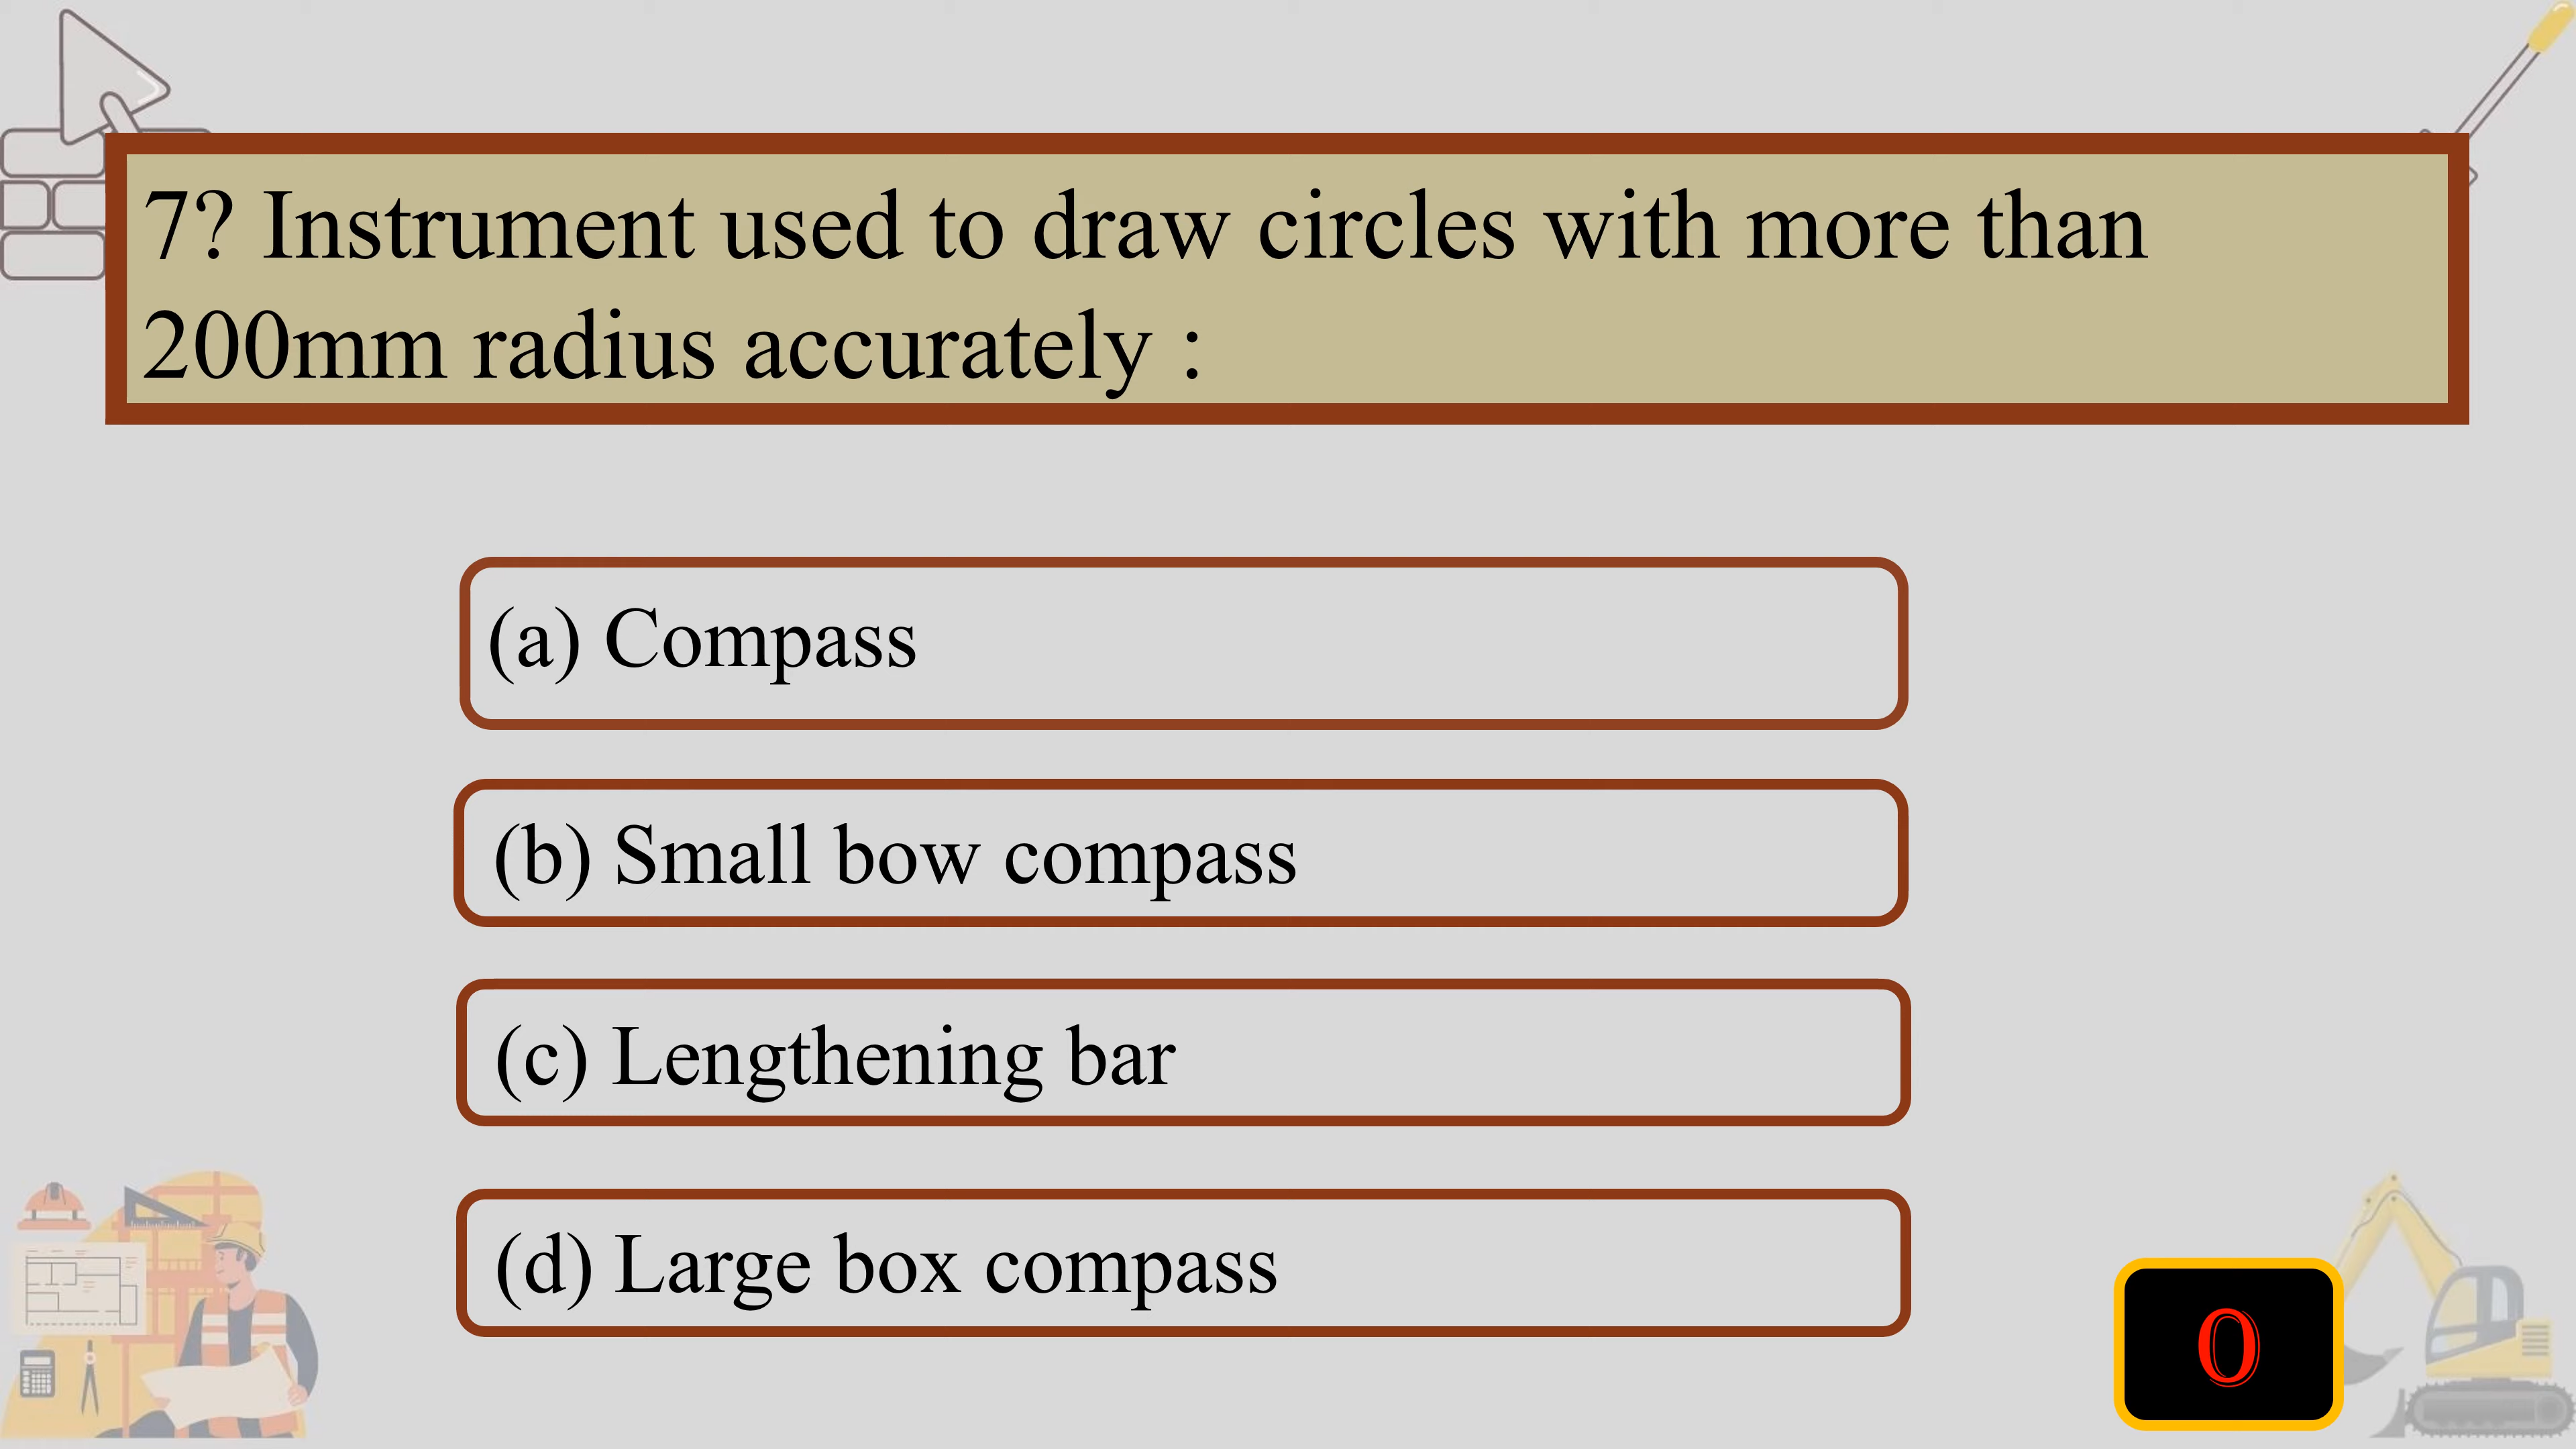 7? Instrument used to draw circles with more than
200mm radius accurately :
(a) Compass
(b) Small bow compass
(c) Lengthening bar
(d) Large box compass
0